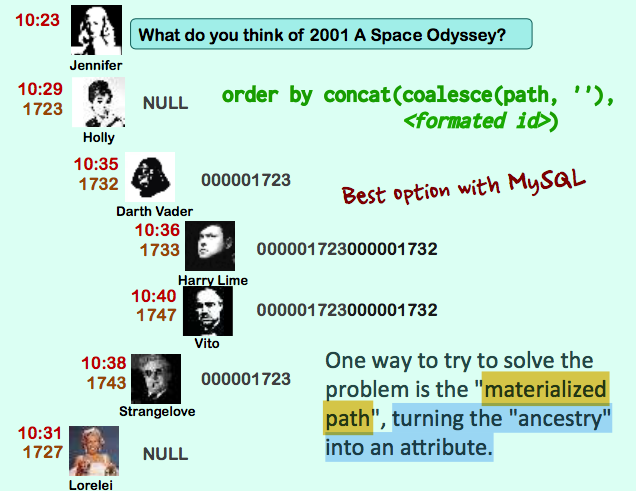 10:23
What do you think of 2001 A Space Odyssey?
Jennifer
10:29
1723
NULL
order by concat(coalesce(path, ''),
<formated id>)
Holly
10:35
1732
000001723
Best option with MySQL
Darth Vader
10:36
1733
000001723000001732
Harry Lime
10:40
1747
000001723000001732
Vito
10:38
1743
000001723
Strangelove
One way to try to solve the
problem is the "materialized
path", turning the "ancestry"
into an attribute.
10:31
1727
NULL
Lorelei